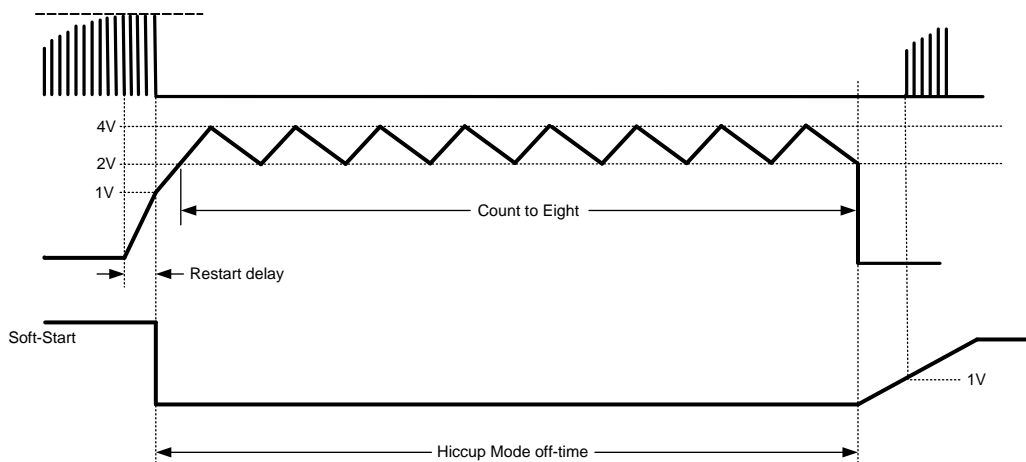 4V
2V
1V
Count to Eight
Restart delay
Soft-Start
1V
Hiccup Mode off-time